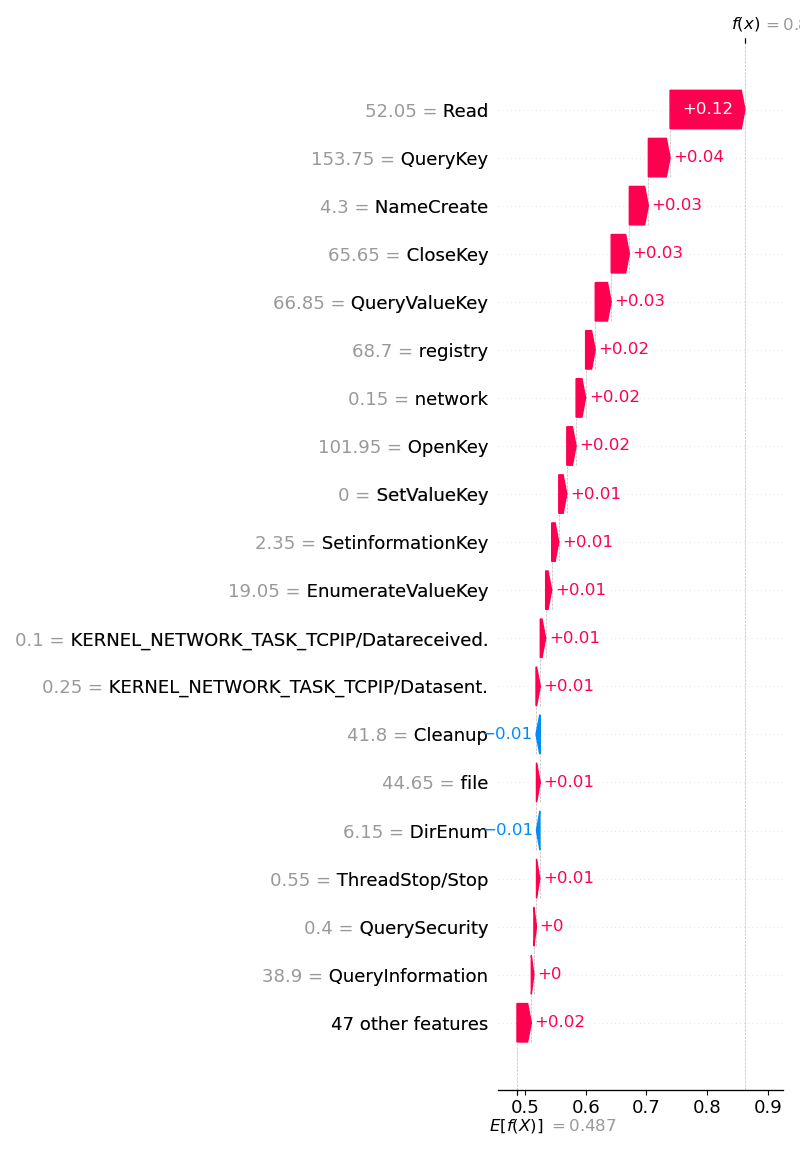 f(x) = 0.8
52.05 = Read
+0.12
153.75 = QueryKey
+0.04
4.3 = NameCreate
+0.03
65.65 = CloseKey
+0.03
66.85 = QueryValueKey
+0.03
68.7 = registry
+0.02
0.15 = network
+0.02
101.95 = OpenKey
+0.02
0 = SetValueKey
+0.01
2.35 = SetinformationKey
+0.01
19.05 = EnumerateValueKey
+0.01
0.1 = KERNEL_NETWORK_TASK_TCPIP/Datareceived.
+0.01
0.25 = KERNEL_NETWORK_TASK_TCPIP/Datasent.
+0.01
41.8 = Cleanup
−0.01
44.65 = file
+0.01
6.15 = DirEnum
−0.01
0.55 = ThreadStop/Stop
+0.01
0.4 = QuerySecurity
+0
38.9 = QueryInformation
+0
47 other features
+0.02
0.5 0.6 0.7 0.8 0.9
E[f(X)] = 0.487